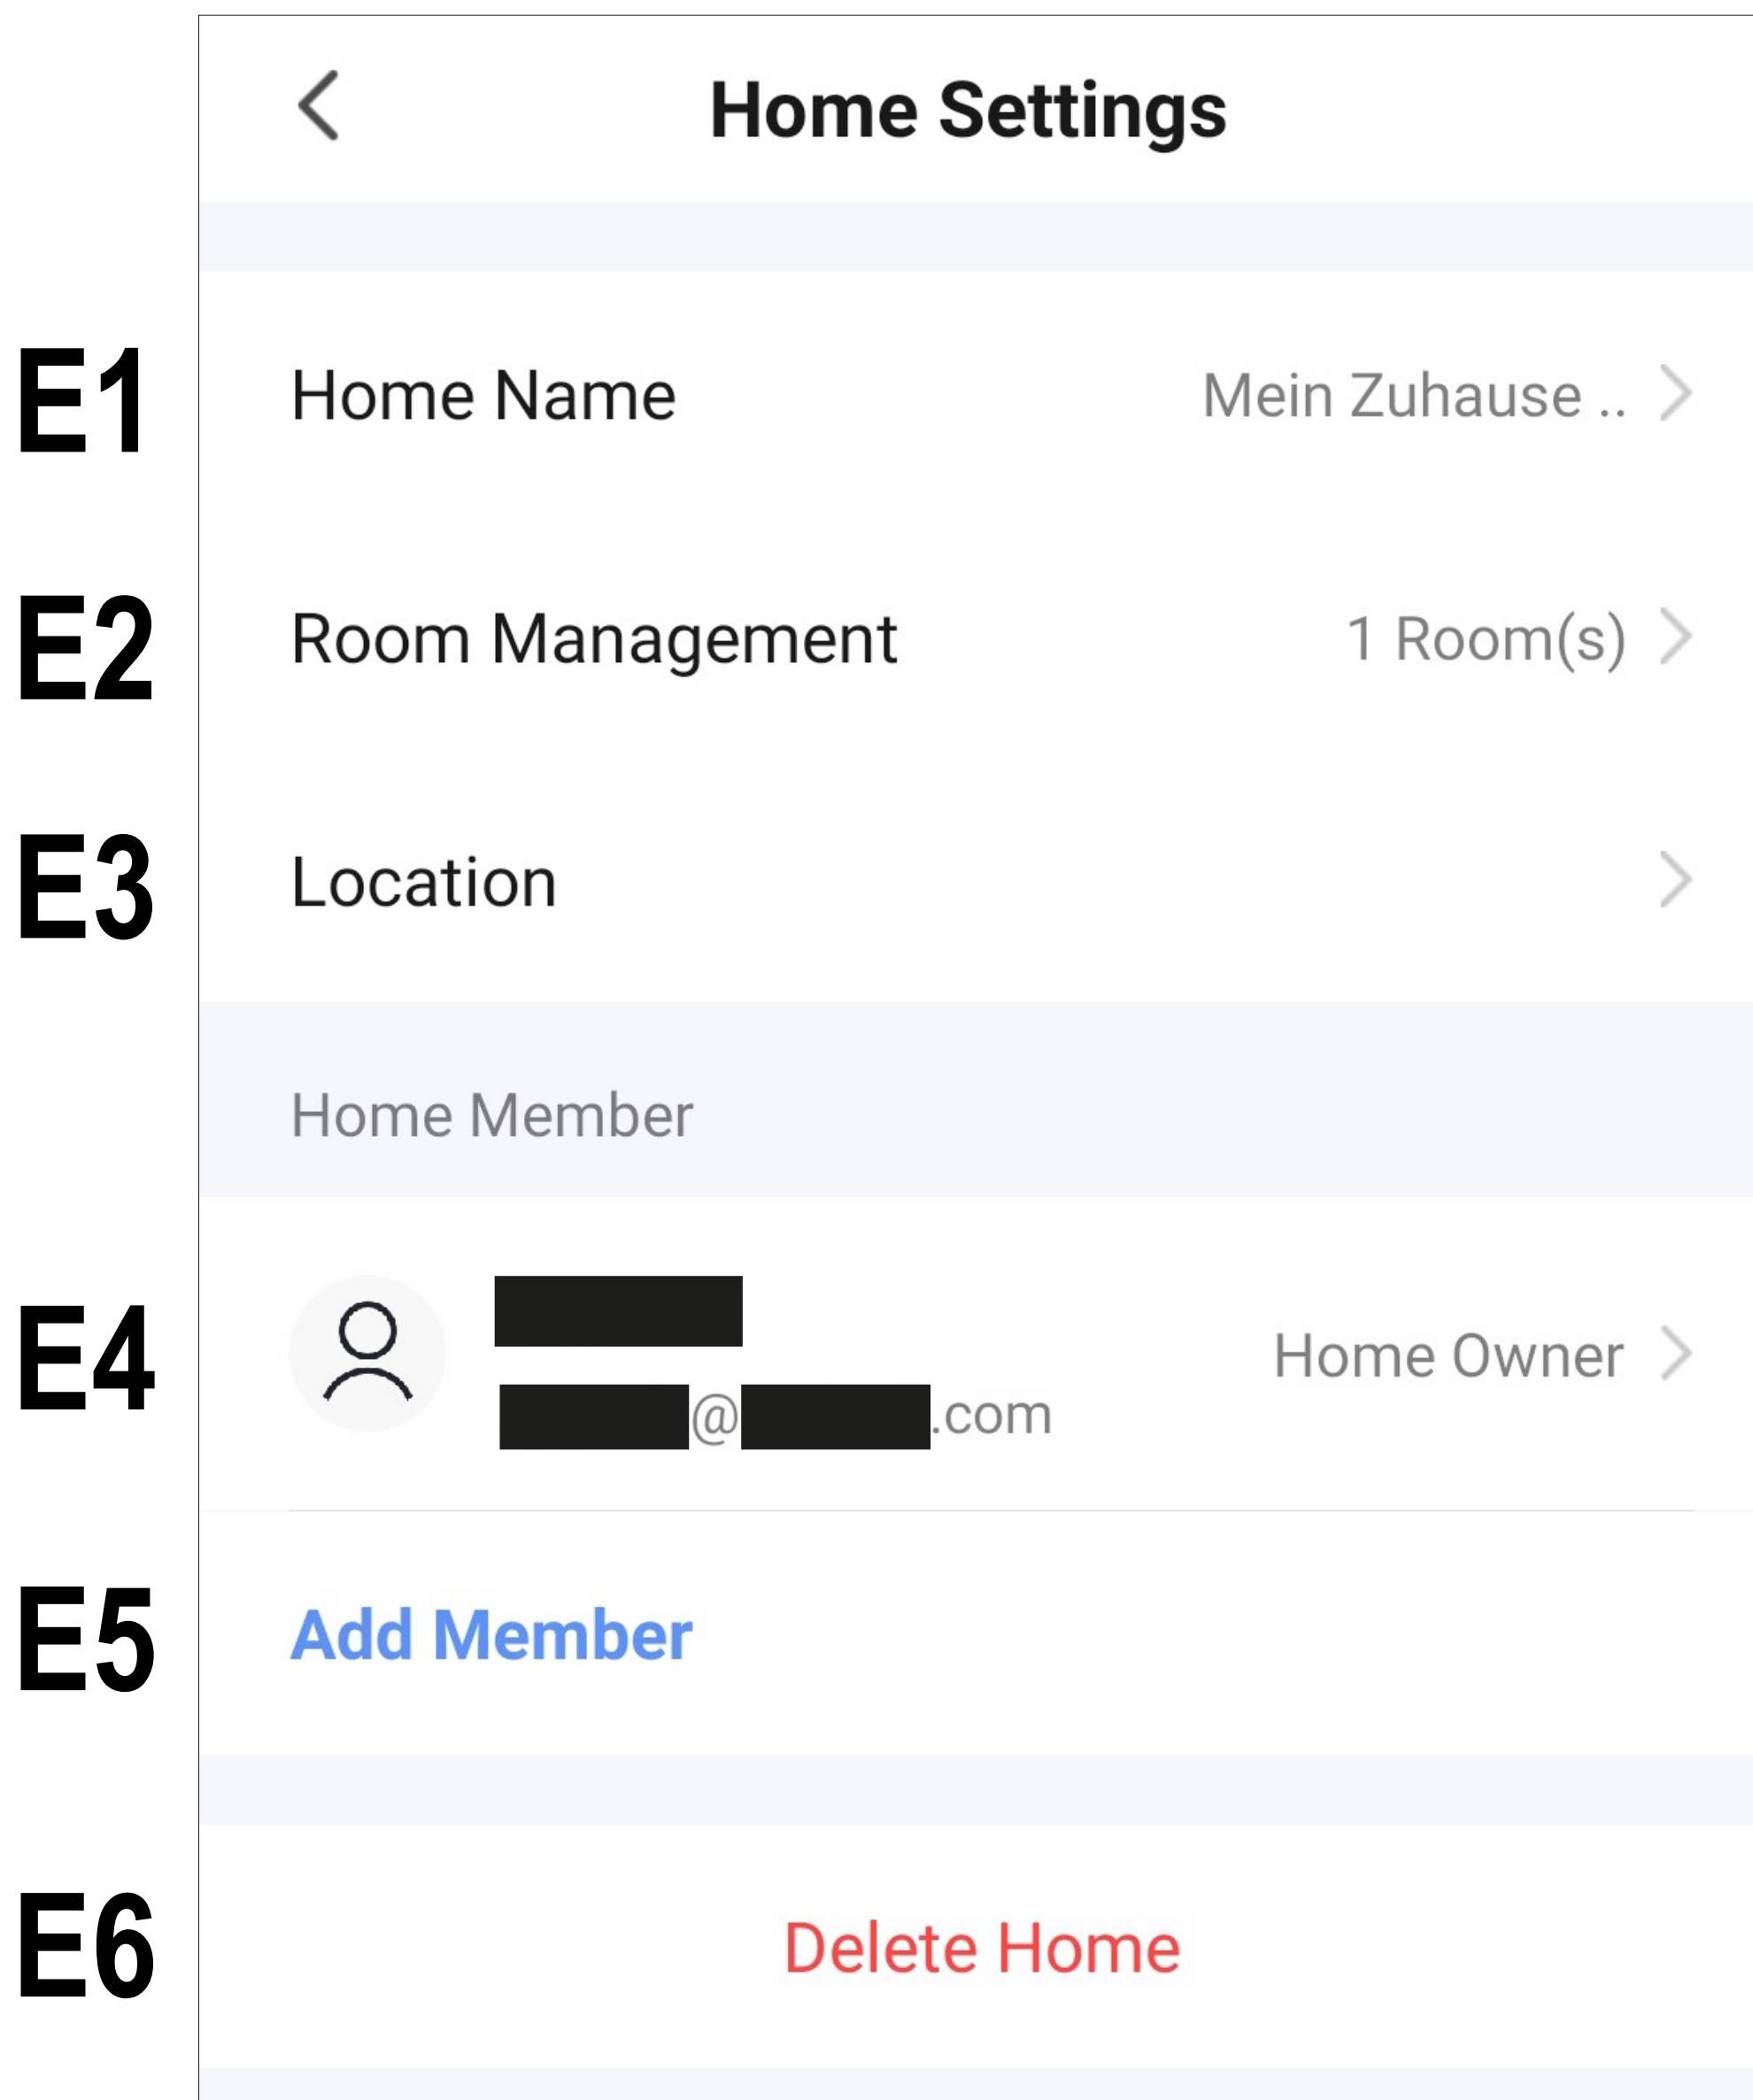 Home Settings
E1 Home Name Mein Zuhause ..
E2 Room Management 1 Room(s)
E3 Location
Home Member
E4 Home Owner
@ .com
E5 Add Member
E6 Delete Home